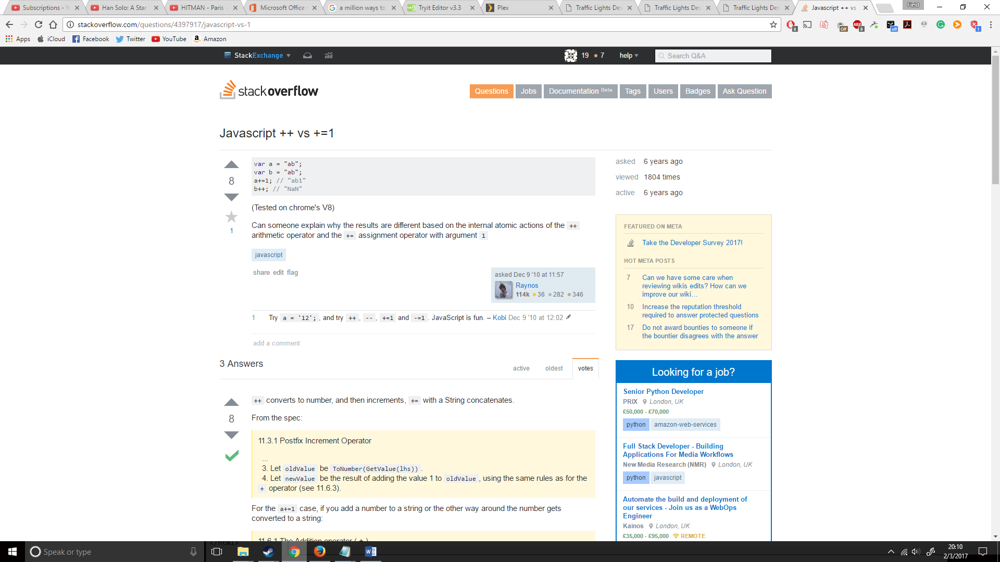 Subscriptions - Yo
Han Solo: A Star
HITMAN - Paris -
Microsoft Office
a million ways to
Tryit Editor v3.3
Plex
Traffic Lights Des
Traffic Lights Des
Traffic Lights Des
Javascript ++ vs
Field
stackoverflow.com/questions/4397917/javascript-vs-1
Apps iCloud Facebook Twitter YouTube Amazon
StackExchange 19 7 help Search Q&A
stackoverflow
Questions Jobs Documentation Beta Tags Users Badges Ask Question
Javascript ++ vs +=1
8
1
var a = "ab";
var b = "ab";
a+=1; // "ab1"
b++; // "NaN"
(Tested on chrome's V8)
Can someone explain why the results are different based on the internal atomic actions of the ++
arithmetic operator and the += assignment operator with argument 1
javascript
share edit flag
asked Dec 9 '10 at 11:57
Raynos
114k 36 282 346
1 Try a = '12'; , and try ++ , -- , +=1 and -=1 . JavaScript is fun. – Kobi Dec 9 '10 at 12:02
add a comment
3 Answers
active oldest votes
8
++ converts to number, and then increments, += with a String concatenates.
From the spec:
11.3.1 Postfix Increment Operator
...
3. Let oldValue be ToNumber(GetValue(lhs)) .
4. Let newValue be the result of adding the value 1 to oldValue , using the same rules as for the
+ operator (see 11.6.3).
For the a+=1 case, if you add a number to a string or the other way around the number gets
converted to a string:
11.6.1 The Addition operator ( + )
asked 6 years ago
viewed 1804 times
active 6 years ago
FEATURED ON META
Take the Developer Survey 2017!
HOT META POSTS
7 Can we have some care when
reviewing wikis edits? How can we
improve our wiki…
10 Increase the reputation threshold
required to answer protected questions
17 Do not award bounties to someone if
the bountier disagrees with the answer
Looking for a job?
Senior Python Developer
PRIX London, UK
£50,000 - £70,000
python amazon-web-services
Full Stack Developer - Building
Applications For Media Workflows
New Media Research (NMR) London, UK
python javascript
Automate the build and deployment of
our services - Join us as a WebOps
Engineer
Kainos London, UK
£35,000 - £95,000 REMOTE
</html>
Speak or type
20:10
2/3/2017